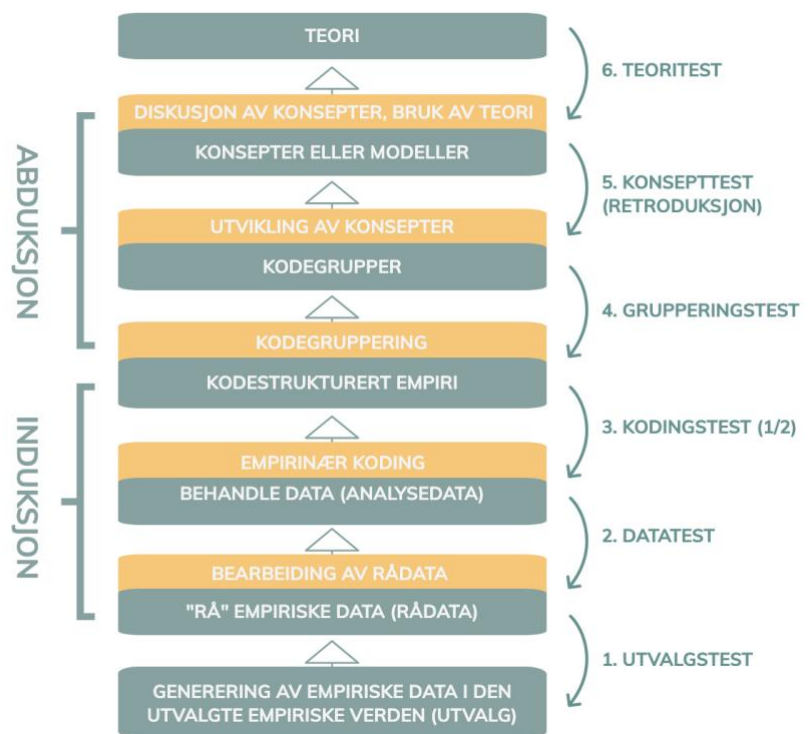 TEORI
6. TEORITEST
DISKUSJON AV KONSEPTER, BRUK AV TEORI
KONSEPTER ELLER MODELLER
5. KONSEPTTEST
(RETRODUKSJON)
UTVIKLING AV KONSEPTER
KODEGRUPPER
4. GRUPPERINGSTEST
KODEGRUPPERING
ABDUKSJON
KODESTRUKTURERT EMPIRI
3. KODINGSTEST (1/2)
EMPIRINÆR KODING
BEHANDLE DATA (ANALYSEDATA)
2. DATATEST
BEARBEIDING AV RÅDATA
"RÅ" EMPIRISKE DATA (RÅDATA)
INDUKSJON
1. UTVALGSTEST
GENERERING AV EMPIRISKE DATA I DEN
UTVALGTE EMPIRISKE VERDEN (UTVALG)